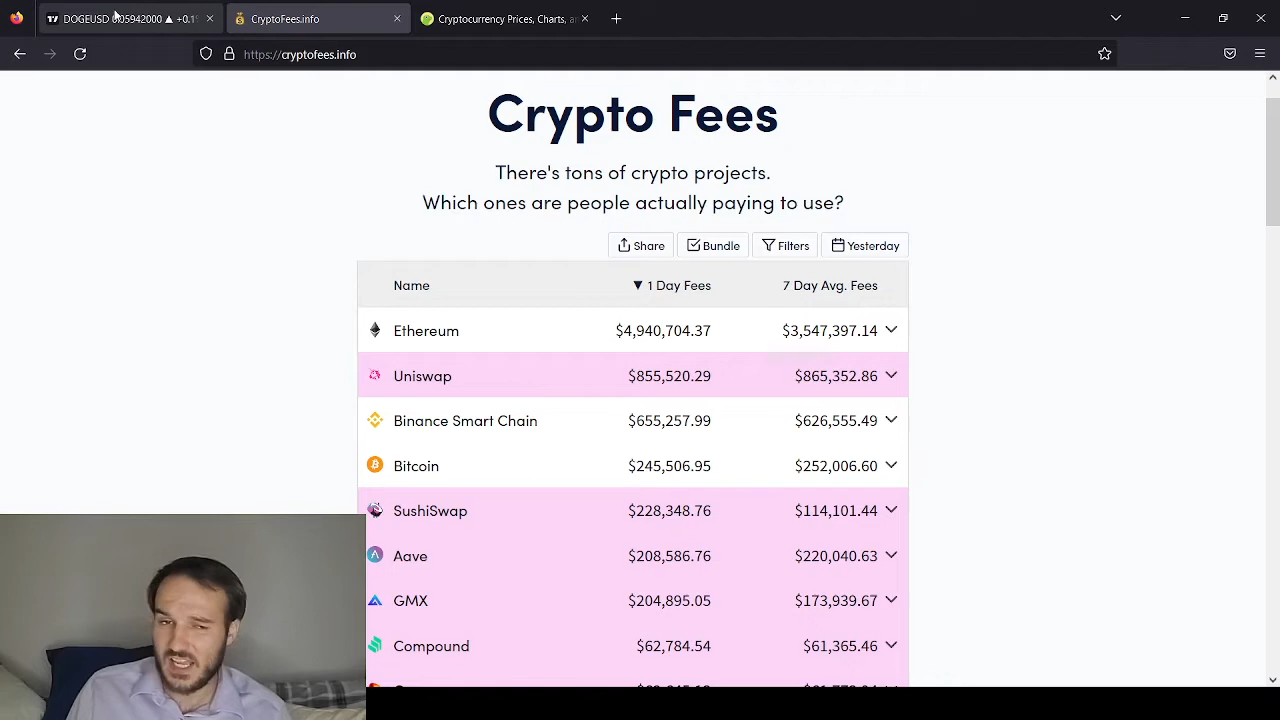 DOGEUSD 0.05942000 ▲ +0.1
CryptoFees.info
Cryptocurrency Prices, Charts, an
https://cryptofees.info
Crypto Fees
There's tons of crypto projects.
Which ones are people actually paying to use?
Share
Bundle
Filters
Yesterday
Name ▼ 1 Day Fees 7 Day Avg. Fees
Ethereum $4,940,704.37 $3,547,397.14
Uniswap $855,520.29 $865,352.86
Binance Smart Chain $655,257.99 $626,555.49
Bitcoin $245,506.95 $252,006.60
SushiSwap $228,348.76 $114,101.44
Aave $208,586.76 $220,040.63
GMX $204,895.05 $173,939.67
Compound $62,784.54 $61,365.46